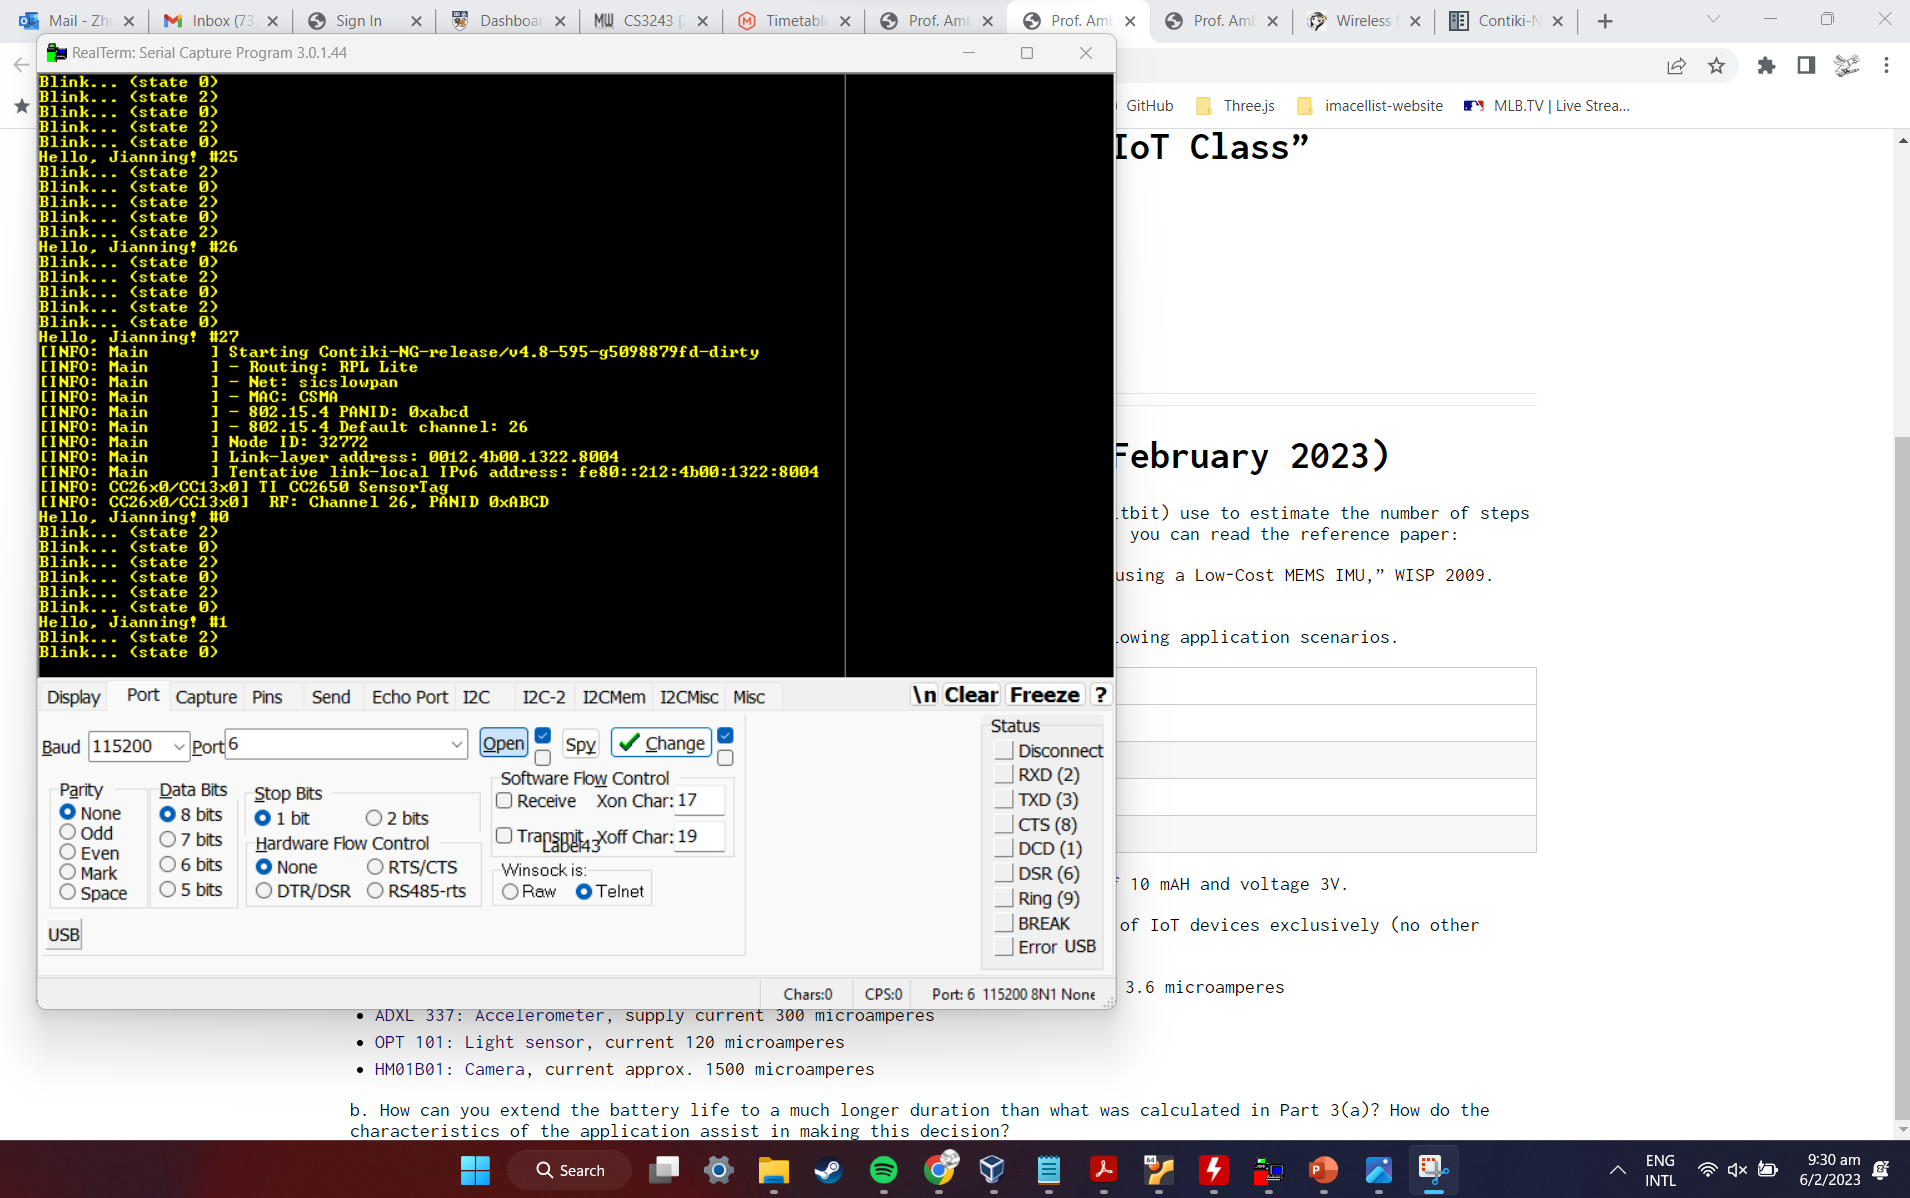 Mail - Zh
Inbox (73
Sign In
Dashboar
CS3243 [2
Timetable
Prof. Amb
Prof. Am
Prof. Amb
Wireless
Contiki-N
RealTerm: Serial Capture Program 3.0.1.44
GitHub
Three.js
imacellist-website
MLB.TV | Live Strea...
Blink... (state 0)
Blink... (state 2)
Blink... (state 0)
Blink... (state 2)
Blink... (state 0)
Hello, Jianning! #25
Blink... (state 2)
Blink... (state 0)
Blink... (state 2)
Blink... (state 0)
Blink... (state 2)
Hello, Jianning! #26
Blink... (state 0)
Blink... (state 2)
Blink... (state 0)
Blink... (state 2)
Blink... (state 0)
Hello, Jianning! #27
[INFO: Main      ] Starting Contiki-NG-release/v4.8-595-g5098879fd-dirty
[INFO: Main      ] - Routing: RPL Lite
[INFO: Main      ] - Net: sicslowpan
[INFO: Main      ] - MAC: CSMA
[INFO: Main      ] - 802.15.4 PANID: 0xabcd
[INFO: Main      ] - 802.15.4 Default channel: 26
[INFO: Main      ] Node ID: 32772
[INFO: Main      ] Link-layer address: 0012.4b00.1322.8004
[INFO: Main      ] Tentative link-local IPv6 address: fe80::212:4b00:1322:8004
[INFO: CC26x0/CC13x0] TI CC2650 SensorTag
[INFO: CC26x0/CC13x0]  RF: Channel 26, PANID 0xABCD
Hello, Jianning! #0
Blink... (state 2)
Blink... (state 0)
Blink... (state 2)
Blink... (state 0)
Blink... (state 2)
Blink... (state 0)
Hello, Jianning! #1
Blink... (state 2)
Blink... (state 0)
Display Port Capture Pins Send Echo Port I2C I2C-2 I2CMem I2CMisc Misc \n Clear Freeze ?
Baud 115200 Port 6 Open Spy Change
Parity
None
Odd
Even
Mark
Space
Data Bits
8 bits
7 bits
6 bits
5 bits
Stop Bits
1 bit 2 bits
Hardware Flow Control
None RTS/CTS
DTR/DSR RS485-rts
Software Flow Control
Receive Xon Char: 17
Transmit Xoff Char: 19
Label43
Winsock is:
Raw Telnet
USB
Status
Disconnect
RXD (2)
TXD (3)
CTS (8)
DCD (1)
DSR (6)
Ring (9)
BREAK
Error USB
Chars:0 CPS:0 Port: 6 115200 8N1 None
IoT Class”
February 2023)
tbit) use to estimate the number of steps
you can read the reference paper:
using a Low-Cost MEMS IMU,” WISP 2009.
lowing application scenarios.
10 mAH and voltage 3V.
of IoT devices exclusively (no other
3.6 microamperes
• ADXL 337: Accelerometer, supply current 300 microamperes
• OPT 101: Light sensor, current 120 microamperes
• HM01B01: Camera, current approx. 1500 microamperes
b. How can you extend the battery life to a much longer duration than what was calculated in Part 3(a)? How do the
characteristics of the application assist in making this decision?
Search
ENG
INTL
9:30 am
6/2/2023